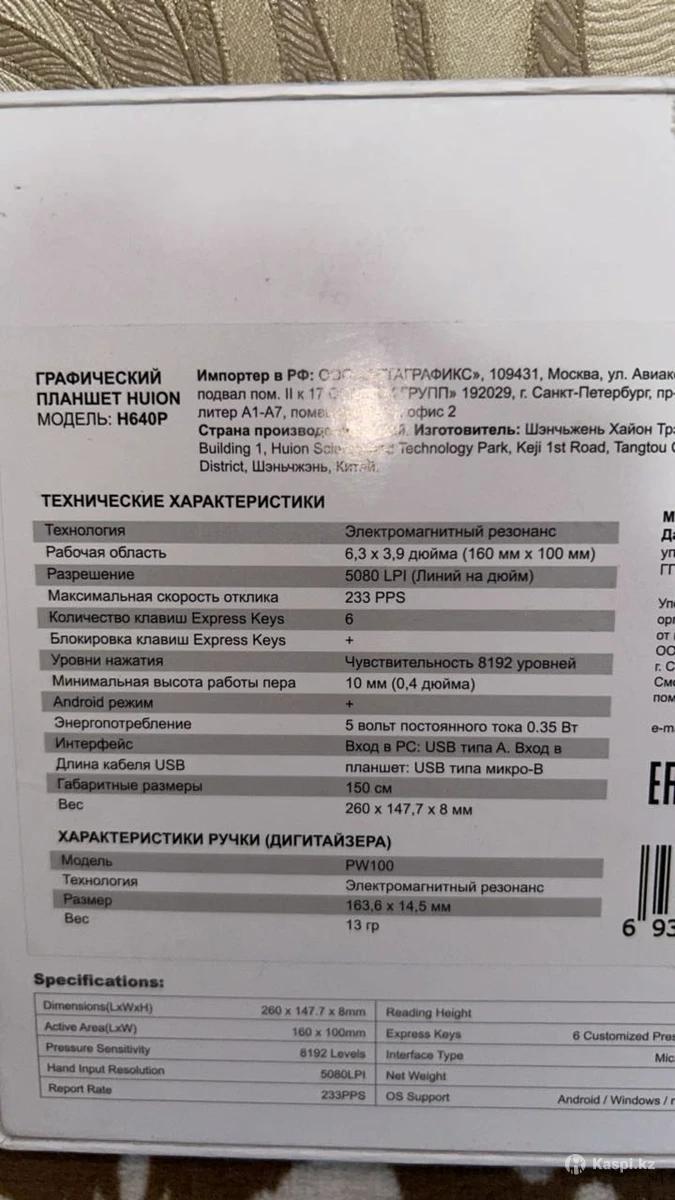 ГРАФИЧЕСКИЙ
ПЛАНШЕТ HUION
МОДЕЛЬ: H640P
Импортер в РФ: 109431, Москва, ул.
подвал пом. II к 17 192029, г. Санкт-Петербург,
литер А1-А7, офис 2
Страна Изготовитель: Шэнчжень Хайон
Building 1, Huion Technology Park, Keji 1st Road, Tangtou
District, Шэньчжэнь, Китай.
ТЕХНИЧЕСКИЕ ХАРАКТЕРИСТИКИ
Технология Электромагнитный резонанс
Рабочая область 6,3 x 3,9 дюйма (160 мм x 100 мм)
Разрешение 5080 LPI (Линий на дюйм)
Максимальная скорость отклика 233 PPS
Количество клавиш Express Keys 6
Блокировка клавиш Express Keys +
Уровни нажатия Чувствительность 8192 уровней
Минимальная высота работы пера 10 мм (0,4 дюйма)
Android режим +
Энергопотребление 5 вольт постоянного тока 0.35 Вт
Интерфейс Вход в PC: USB типа A. Вход в
Длина кабеля USB планшет: USB типа микро-B
Габаритные размеры 150 см
Вес 260 x 147,7 x 8 мм
ХАРАКТЕРИСТИКИ РУЧКИ (ДИГИТАЙЗЕРА)
Модель PW100
Технология Электромагнитный резонанс
Размер 163,6 x 14,5 мм
Вес 13 гр
от
г. С
e-m
6 93
Specifications:
Dimensions(LxWxH) 260 x 147.7 x 8mm Reading Height
Active Area(LxW) 160 x 100mm Express Keys 6 Customized
Pressure Sensitivity 8192 Levels Interface Type Mic
Hand Input Resolution 5080LPI Net Weight
Report Rate 233PPS OS Support Android / Windows /
Kaspi.kz